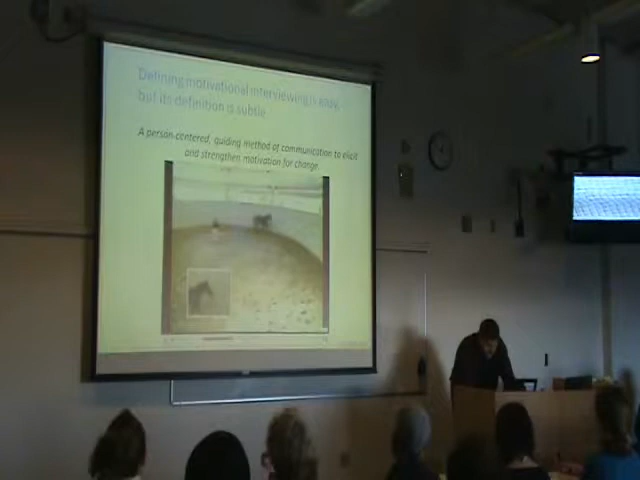 Defining motivational interviewing is easy,
but its definition is subtle
A person-centered, guiding method of communication to elicit
and strengthen motivation for change.